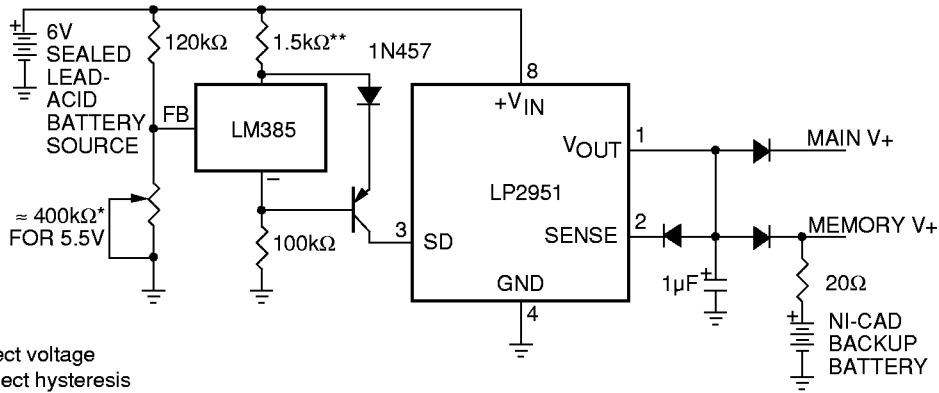 +
6V
SEALED
LEAD-
ACID
BATTERY
SOURCE
120kΩ
1.5kΩ**
1N457
8
+VIN
FB
LM385
–
VOUT
1
MAIN V+
LP2951
≈ 400kΩ*
FOR 5.5V
100kΩ
3
SD
SENSE
2
MEMORY V+
GND
4
1µF
+
20Ω
+
NI-CAD
BACKUP
BATTERY
voltage
hysteresis